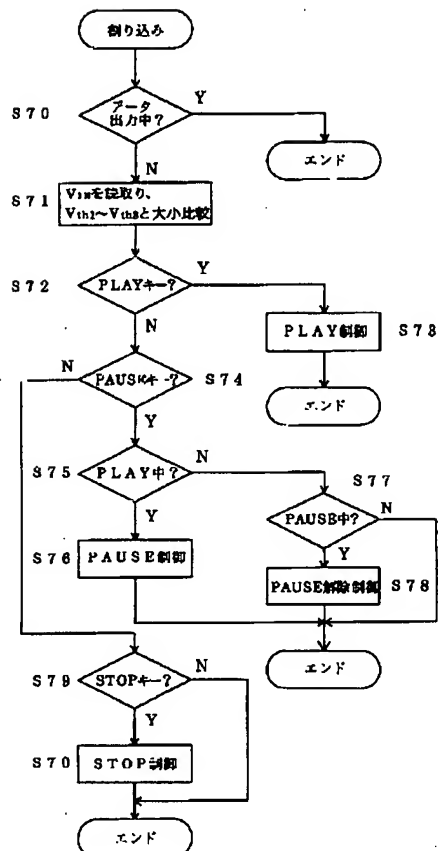 割り込み
S70
データ
出力中?
Y
エンド
N
S71
VINを読取り、
Vth1~Vth3と大小比較
S72
PLAYキー?
Y
N
PLAY制御
S73
エンド
N
PAUSEキー?
S74
Y
S75
PLAY中?
N
S77
Y
PAUSE中?
N
S76
PAUSE制御
Y
PAUSE解除制御
S78
エンド
S79
STOPキー?
N
Y
S70
STOP制御
エンド